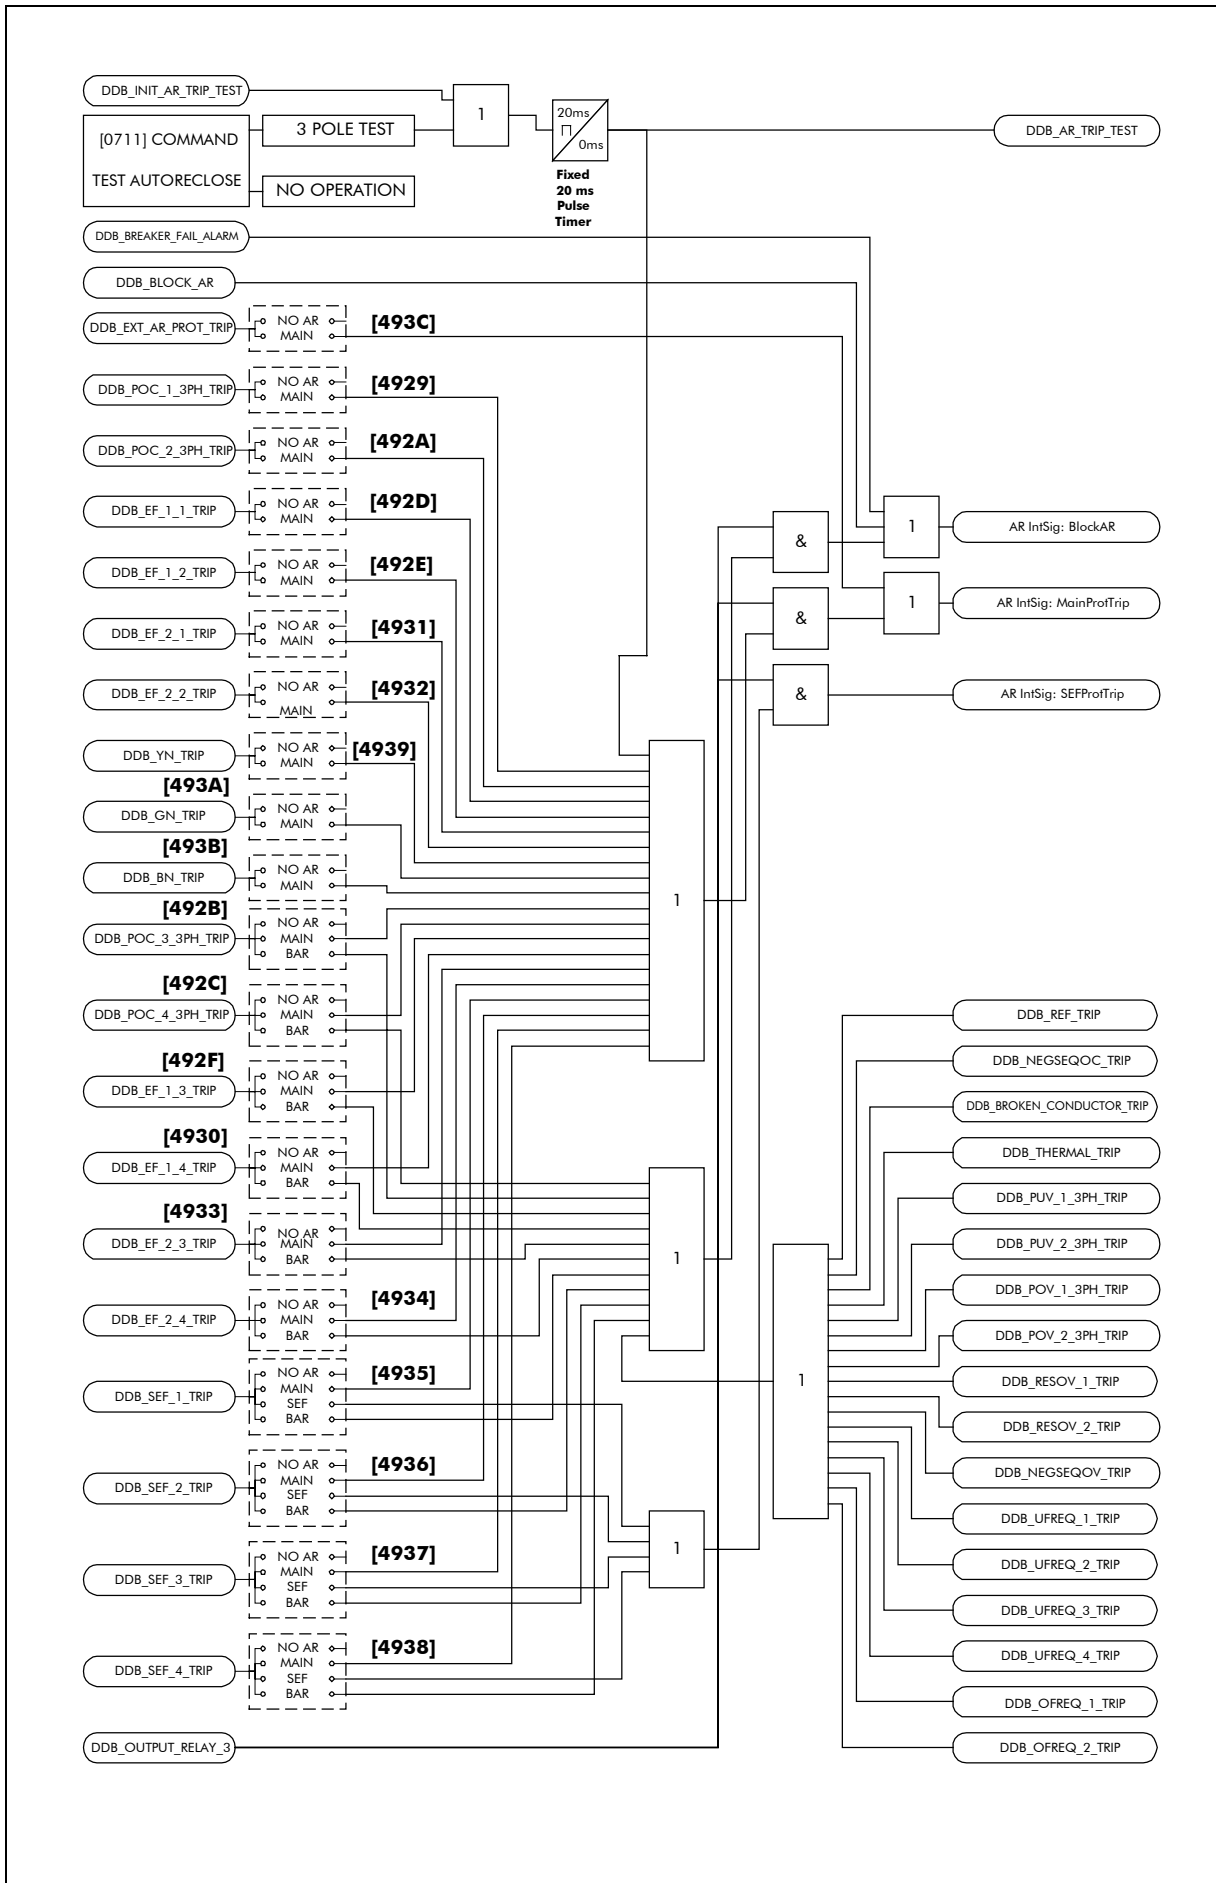 DDB_INIT_AR_TRIP_TEST
[0711] COMMAND
TEST AUTORECLOSE
3 POLE TEST
NO OPERATION
1
20ms
0ms
Fixed
20 ms
Pulse
Timer
DDB_AR_TRIP_TEST
DDB_BREAKER_FAIL_ALARM
DDB_BLOCK_AR
DDB_EXT_AR_PROT_TRIP
NO AR
MAIN
[493C]
DDB_POC_1_3PH_TRIP
NO AR
MAIN
[4929]
DDB_POC_2_3PH_TRIP
NO AR
MAIN
[492A]
DDB_EF_1_1_TRIP
NO AR
MAIN
[492D]
DDB_EF_1_2_TRIP
NO AR
MAIN
[492E]
DDB_EF_2_1_TRIP
NO AR
MAIN
[4931]
DDB_EF_2_2_TRIP
NO AR
MAIN
[4932]
DDB_YN_TRIP
NO AR
MAIN
[4939]
[493A]
DDB_GN_TRIP
NO AR
MAIN
[493B]
DDB_BN_TRIP
NO AR
MAIN
[492B]
DDB_POC_3_3PH_TRIP
NO AR
MAIN
BAR
[492C]
DDB_POC_4_3PH_TRIP
NO AR
MAIN
BAR
[492F]
DDB_EF_1_3_TRIP
NO AR
MAIN
BAR
[4930]
DDB_EF_1_4_TRIP
NO AR
MAIN
BAR
[4933]
DDB_EF_2_3_TRIP
NO AR
MAIN
BAR
DDB_EF_2_4_TRIP
NO AR
MAIN
BAR
[4934]
DDB_SEF_1_TRIP
NO AR
MAIN
SEF
BAR
[4935]
DDB_SEF_2_TRIP
NO AR
MAIN
SEF
BAR
[4936]
DDB_SEF_3_TRIP
NO AR
MAIN
SEF
BAR
[4937]
DDB_SEF_4_TRIP
NO AR
MAIN
SEF
BAR
[4938]
DDB_OUTPUT_RELAY_3
1
1
1
&
&
&
1
1
AR IntSig: BlockAR
AR IntSig: MainProtTrip
AR IntSig: SEFProtTrip
1
DDB_REF_TRIP
DDB_NEGSEQOC_TRIP
DDB_BROKEN_CONDUCTOR_TRIP
DDB_THERMAL_TRIP
DDB_PUV_1_3PH_TRIP
DDB_PUV_2_3PH_TRIP
DDB_POV_1_3PH_TRIP
DDB_POV_2_3PH_TRIP
DDB_RESOV_1_TRIP
DDB_RESOV_2_TRIP
DDB_NEGSEQOV_TRIP
DDB_UFREQ_1_TRIP
DDB_UFREQ_2_TRIP
DDB_UFREQ_3_TRIP
DDB_UFREQ_4_TRIP
DDB_OFREQ_1_TRIP
DDB_OFREQ_2_TRIP